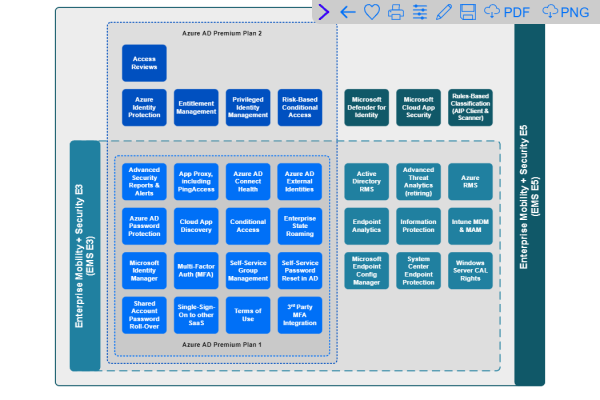 PDF
PNG
Azure AD Premium Plan 2
Access
Reviews
Azure
Identity
Protection
Entitlement
Management
Privileged
Identity
Management
Risk-Based
Conditional
Access
Microsoft
Defender for
Identity
Microsoft
Cloud App
Security
Rules-Based
Classification
(AIP Client &
Scanner)
Enterprise Mobility + Security E3
(EMS E3)
Advanced
Security
Reports &
Alerts
App Proxy,
including
PingAccess
Azure AD
Connect
Health
Azure AD
External
Identities
Active
Directory
RMS
Advanced
Threat
Analytics
(retiring)
Azure
RMS
Azure AD
Password
Protection
Cloud App
Discovery
Conditional
Access
Enterprise
State
Roaming
Endpoint
Analytics
Information
Protection
Intune MDM
& MAM
Microsoft
Identity
Manager
Multi-Factor
Auth (MFA)
Self-Service
Group
Management
Self-Service
Password
Reset in AD
Microsoft
Endpoint
Config
Manager
System
Center
Endpoint
Protection
Windows
Server CAL
Rights
Shared
Account
Password
Roll-Over
Single-Sign-
On to other
SaaS
Terms of
Use
3rd Party
MFA
Integration
Azure AD Premium Plan 1
Enterprise Mobility + Security E5
(EMS E5)